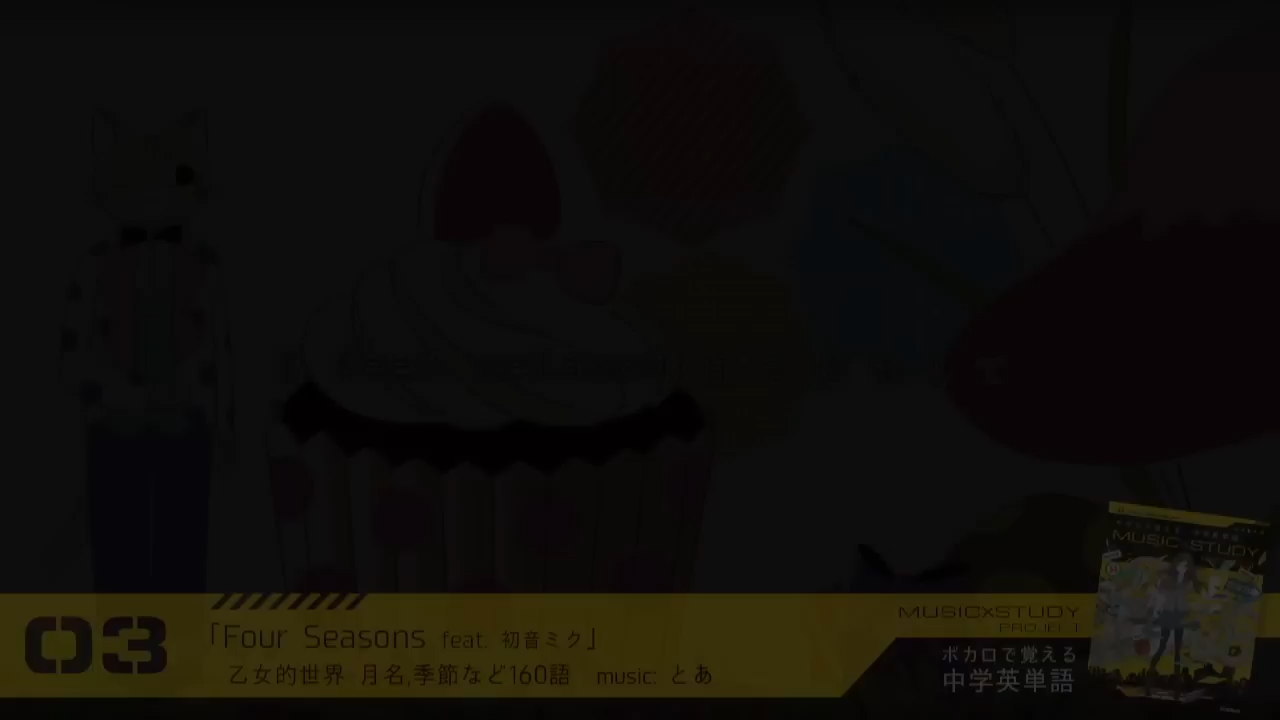 03
「Four Seasons feat. 初音ミク」
乙女的世界 月名,季節など160語 music: とあ
MUSIC×STUDY
PROJECT
ボカロで覚える
中学英単語
MUSIC STUDY